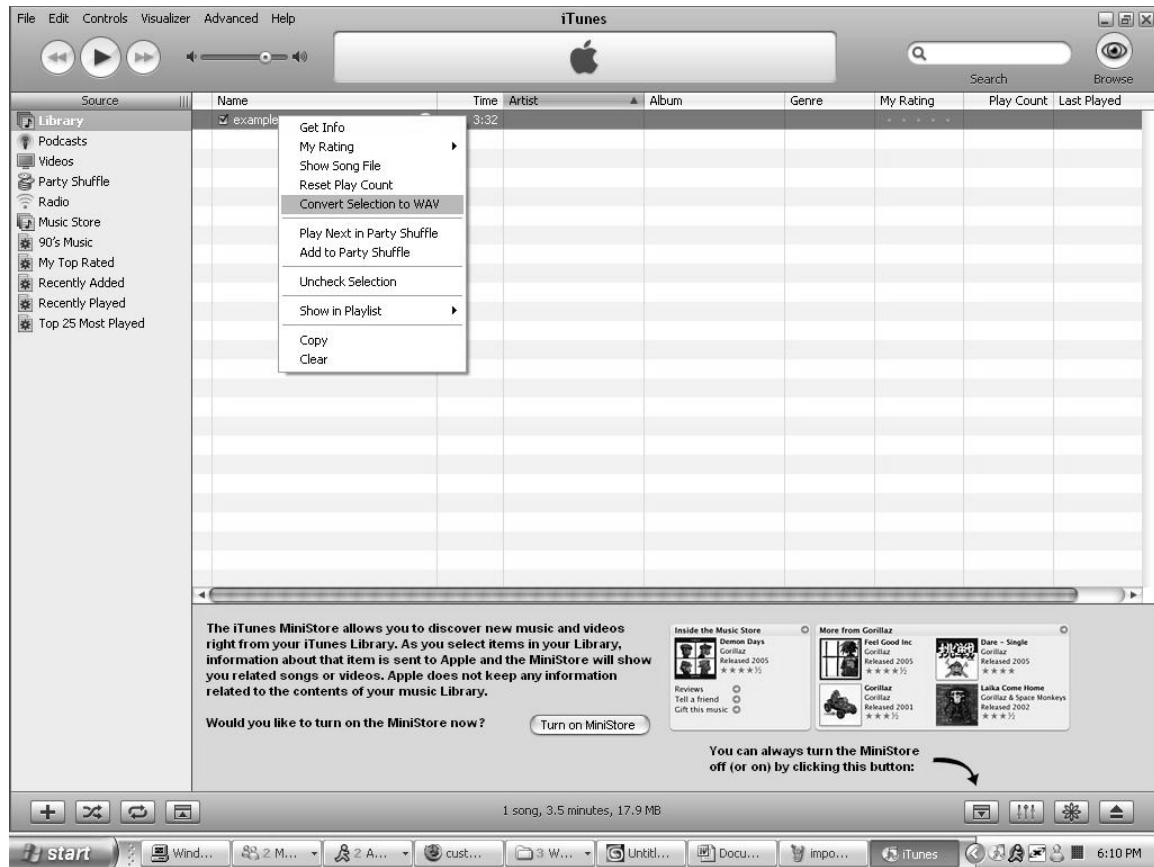 File Edit Controls Visualizer Advanced Help iTunes
Search Browse
Source Name Time Artist Album Genre My Rating Play Count Last Played
Library example 3:32
Podcasts
Videos
Party Shuffle
Radio
Music Store
90's Music
My Top Rated
Recently Added
Recently Played
Top 25 Most Played
Get Info
My Rating
Show Song File
Reset Play Count
Convert Selection to WAV
Play Next in Party Shuffle
Add to Party Shuffle
Uncheck Selection
Show in Playlist
Copy
Clear
The iTunes MiniStore allows you to discover new music and videos
right from your iTunes Library. As you select items in your Library,
information about that item is sent to Apple and the MiniStore will show
you related songs or videos. Apple does not keep any information
related to the contents of your music Library.
Would you like to turn on the MiniStore now? Turn on MiniStore
Inside the Music Store
Demon Days
Gorillaz
Released 2005
Reviews
Tell a friend
Gift this music
More from Gorillaz
Feel Good Inc
Gorillaz
Released 2005
Dare - Single
Gorillaz
Released 2005
Gorillaz
Gorillaz
Released 2001
Laika Come Home
Gorillaz & Space Monkeys
Released 2002
You can always turn the MiniStore
off (or on) by clicking this button:
1 song, 3.5 minutes, 17.9 MB
start Wind... 2 M... 2 A... cust... 3 W... Untitl... Docu... impo... iTunes 6:10 PM